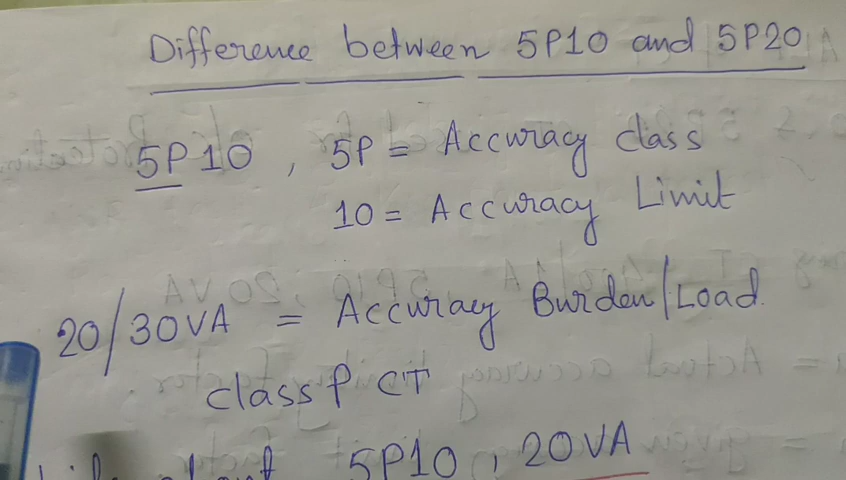 Difference between 5P10 and 5P20
5P10 , 5P = Accuracy class
10 = Accuracy Limit
20/30VA = Accuracy Burden/Load.
class P CT
5P10 , 20VA